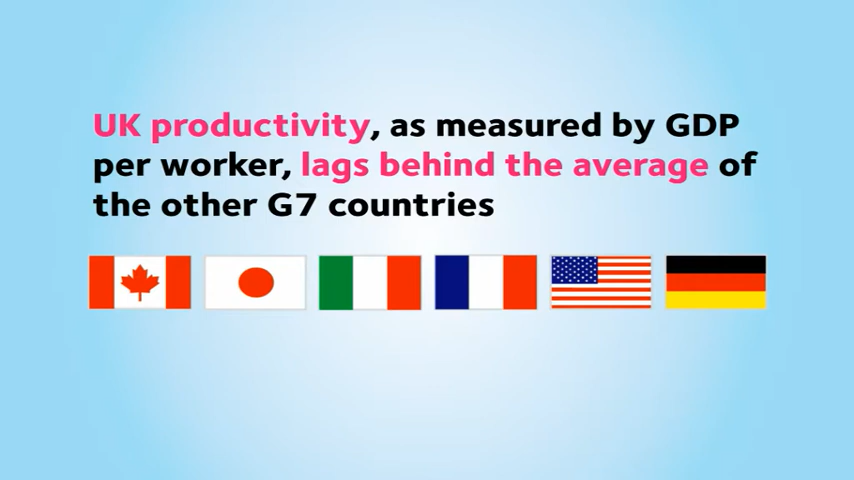 UK productivity, as measured by GDP
per worker, lags behind the average of
the other G7 countries